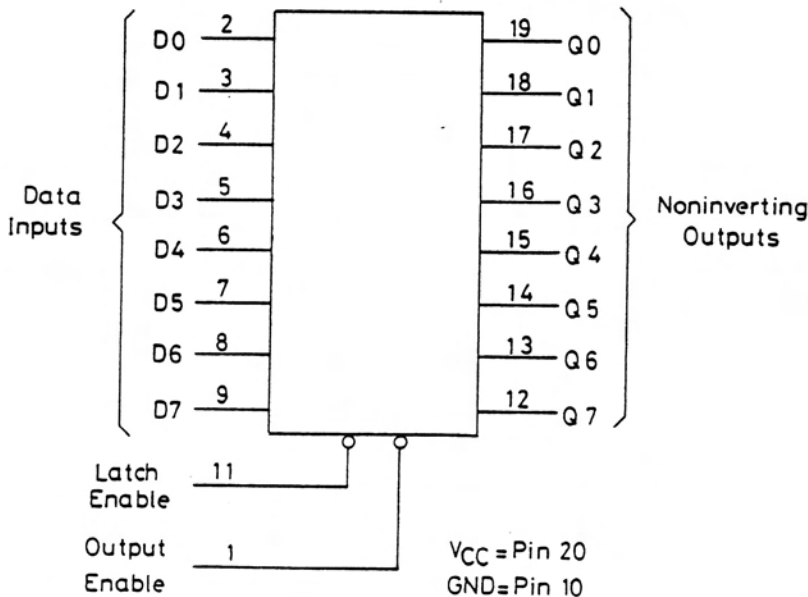 D0 2 19 Q0
D1 3 18 Q1
D2 4 17 Q2
D3 5 16 Q3
D4 6 15 Q4
D5 7 14 Q5
D6 8 13 Q6
D7 9 12 Q7
Data
Inputs
Noninverting
Outputs
Latch 11
Enable
Output 1
Enable
VCC = Pin 20
GND = Pin 10